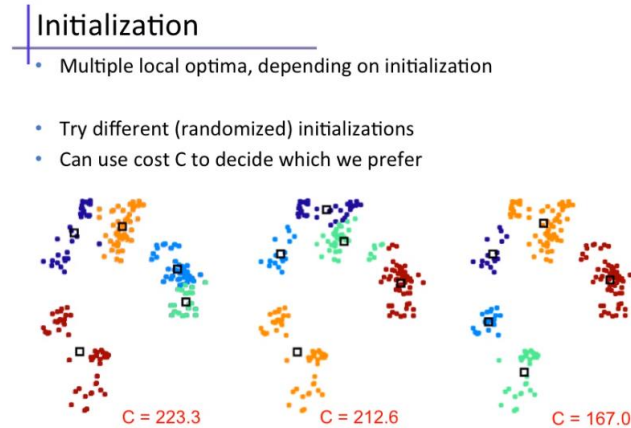 Initialization
• Multiple local optima, depending on initialization
• Try different (randomized) initializations
• Can use cost C to decide which we prefer
C = 223.3
C = 212.6
C = 167.0